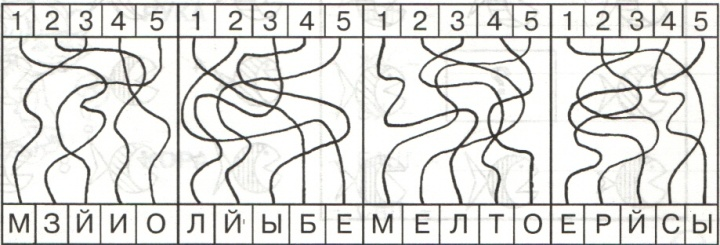 1 2 3 4 5 1 2 3 4 5 1 2 3 4 5 1 2 3 4 5
М З Й И О Л Й Ы Б Е М Е Л Т О Е Р Й С Ы